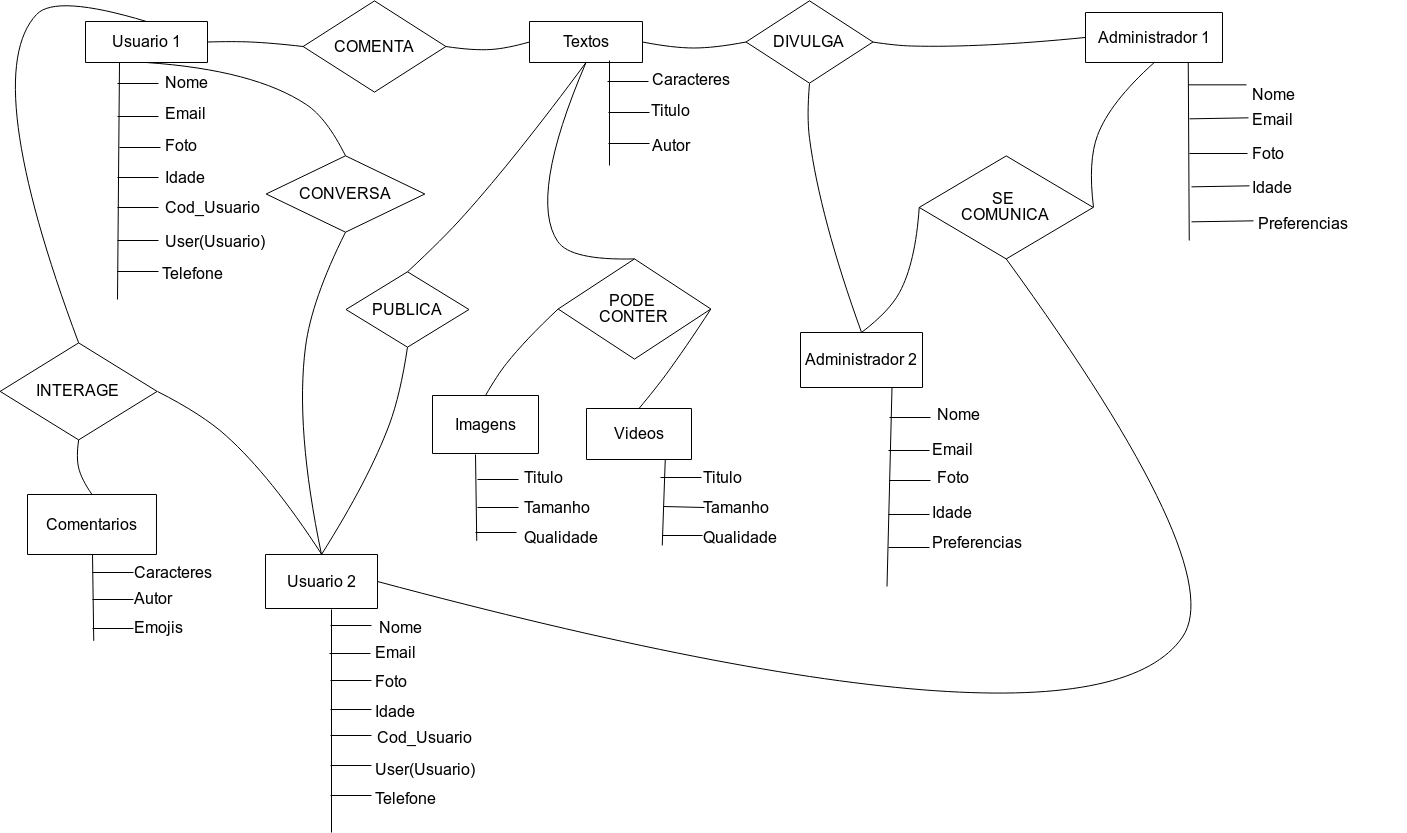 Usuario 1
COMENTA
Textos
DIVULGA
Administrador 1
Nome
Email
Foto
Idade
Cod_Usuario
User(Usuario)
Telefone
Caracteres
Titulo
Autor
Nome
Email
Foto
Idade
Preferencias
CONVERSA
SE
COMUNICA
PUBLICA
PODE
CONTER
INTERAGE
Administrador 2
Nome
Email
Foto
Idade
Preferencias
Imagens
Titulo
Tamanho
Qualidade
Videos
Titulo
Tamanho
Qualidade
Comentarios
Caracteres
Autor
Emojis
Usuario 2
Nome
Email
Foto
Idade
Cod_Usuario
User(Usuario)
Telefone